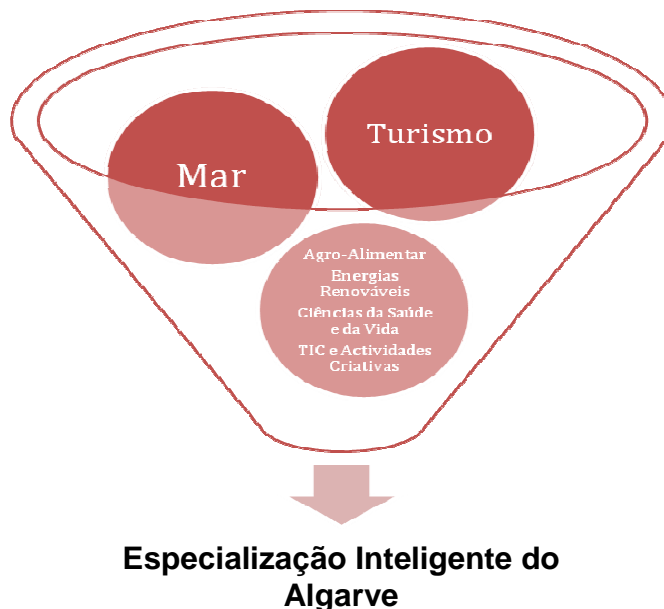 Turismo
Mar
Agro-Alimentar
Energias
Renováveis
Ciências da Saúde
e da Vida
TIC e Actividades
Criativas
Especialização Inteligente do
Algarve